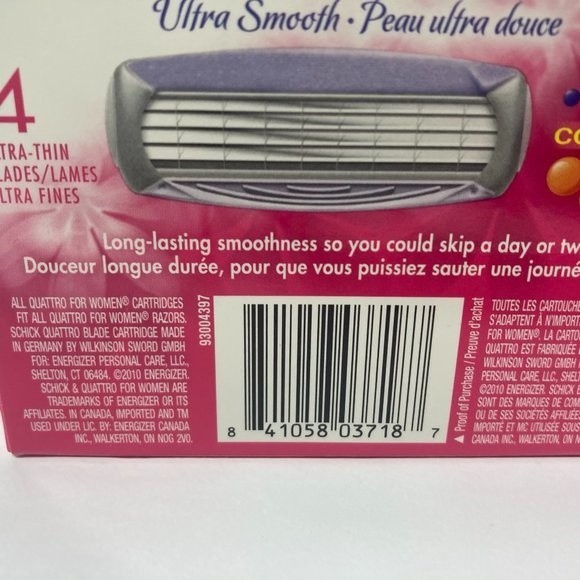 Ultra Smooth · Peau ultra douce
4
TRA-THIN
LADES/LAMES
LTRA FINES
CO
Long-lasting smoothness so you could skip a day or tw
Douceur longue durée, pour que vous puissiez sauter une journé
ALL QUATTRO FOR WOMEN® CARTRIDGES
FIT ALL QUATTRO FOR WOMEN® RAZORS.
SCHICK QUATTRO BLADE CARTRIDGE MADE
IN GERMANY BY WILKINSON SWORD GMBH
FOR: ENERGIZER PERSONAL CARE, LLC,
SHELTON, CT 06484. ©2010 ENERGIZER.
SCHICK & QUATTRO FOR WOMEN ARE
TRADEMARKS OF ENERGIZER OR ITS
AFFILIATES. IN CANADA, IMPORTED AND TM
USED UNDER LIC. BY: ENERGIZER CANADA
INC., WALKERTON, ON N0G 2V0.
93004397
8 41058 03718 7
▲ Proof of Purchase / Preuve d'achat
TOUTES LES CARTOUCHE
S'ADAPTENT À N'IMPORT
FOR WOMEN®. LA CARTO
QUATTRO EST FABRIQUÉE
WILKINSON SWORD GMBH
PERSONAL CARE, LLC, SHEL
©2010 ENERGIZER. SCHICK E
SONT DES MARQUES DE COM
OU DE SES SOCIÉTÉS AFFILIÉE
IMPORTÉ ET MC UTILISÉE SOUS
CANADA INC., WALKERTON, ON N